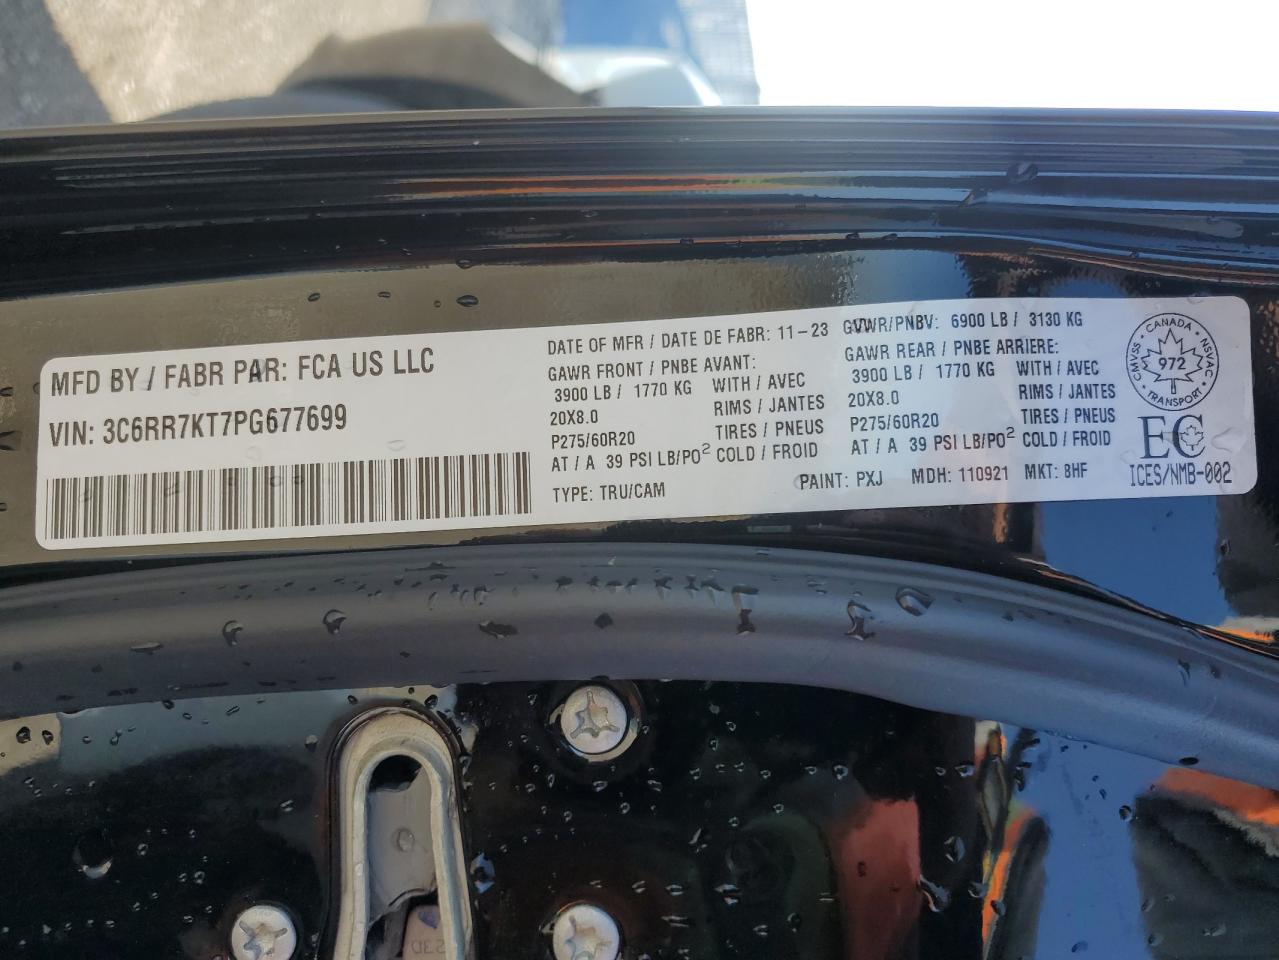 MFD BY / FABR PAR: FCA US LLC
VIN: 3C6RR7KT7PG677699
DATE OF MFR / DATE DE FABR: 11-23 GVWR/PNBV: 6900 LB / 3130 KG
GAWR FRONT / PNBE AVANT: GAWR REAR / PNBE ARRIERE:
3900 LB / 1770 KG WITH / AVEC 3900 LB / 1770 KG WITH / AVEC
20X8.0 RIMS / JANTES 20X8.0 RIMS / JANTES
P275/60R20 TIRES / PNEUS P275/60R20 TIRES / PNEUS
AT / A 39 PSI LB/PO² COLD / FROID AT / A 39 PSI LB/PO² COLD / FROID
TYPE: TRU/CAM PAINT: PXJ MDH: 110921 MKT: BHF
CANADA
CMVSS 972 NSVAC
TRANSPORT
EC
ICES/NMB-002